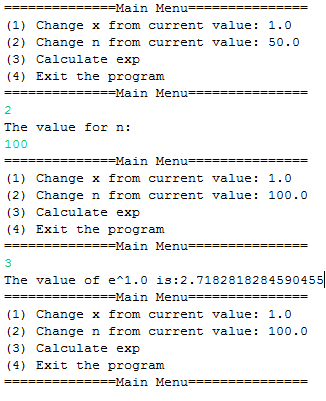 ==============Main Menu===============
(1) Change x from current value: 1.0
(2) Change n from current value: 50.0
(3) Calculate exp
(4) Exit the program
==============Main Menu===============
2
The value for n:
100
==============Main Menu===============
(1) Change x from current value: 1.0
(2) Change n from current value: 100.0
(3) Calculate exp
(4) Exit the program
==============Main Menu===============
3
The value of e^1.0 is:2.7182818284590455
==============Main Menu===============
(1) Change x from current value: 1.0
(2) Change n from current value: 100.0
(3) Calculate exp
(4) Exit the program
==============Main Menu===============